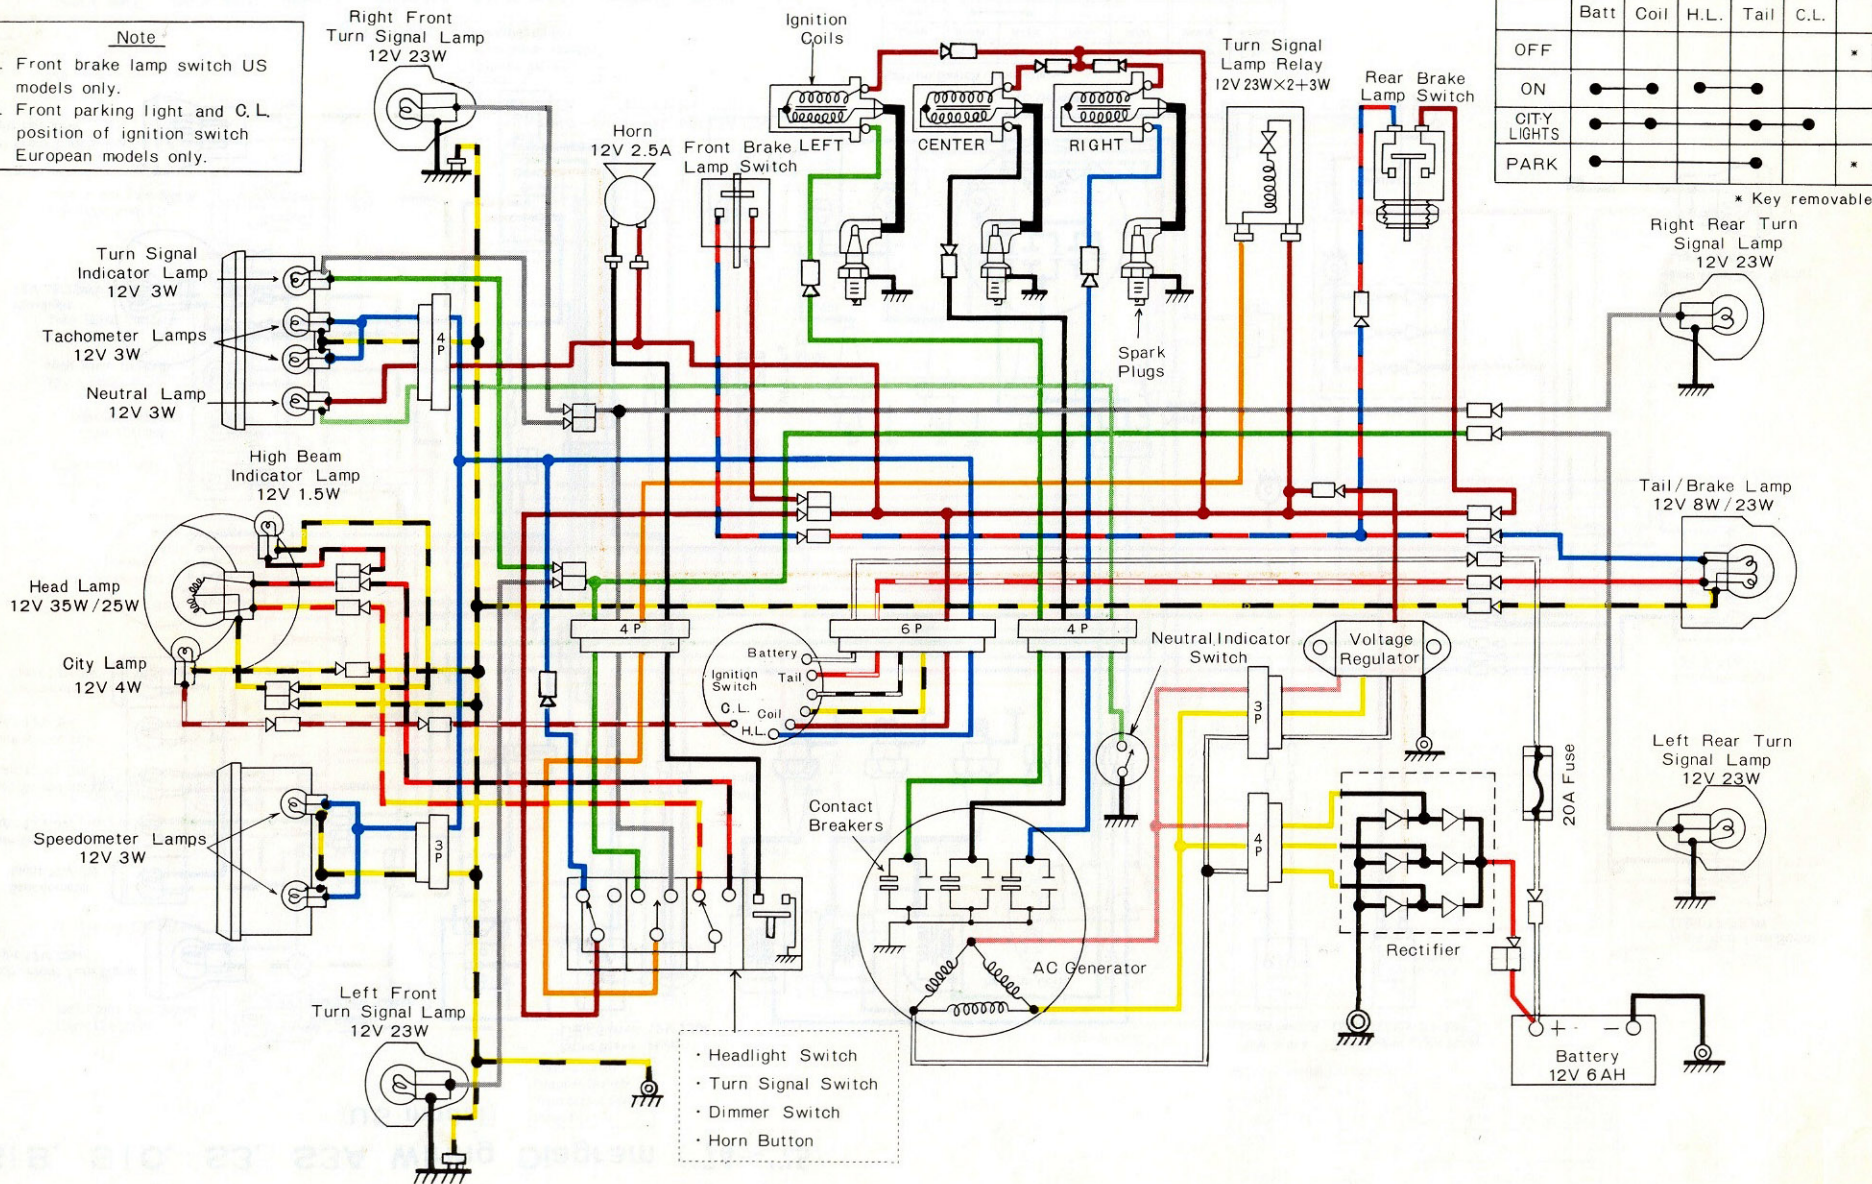 Note
. Front brake lamp switch US
models only.
. Front parking light and C.L.
position of ignition switch
European models only.
Right Front
Turn Signal Lamp
12V 23W
Ignition
Coils
LEFT
CENTER
RIGHT
Turn Signal
Lamp Relay
12V 23W×2+3W
Rear Brake
Lamp Switch
Batt Coil H.L. Tail C.L.
OFF *
ON
CITY
LIGHTS
PARK *
* Key removable
Horn
12V 2.5A
Front Brake
Lamp Switch
Right Rear Turn
Signal Lamp
12V 23W
Turn Signal
Indicator Lamp
12V 3W
Tachometer Lamps
12V 3W
Neutral Lamp
12V 3W
4P
Spark
Plugs
High Beam
Indicator Lamp
12V 1.5W
Tail/Brake Lamp
12V 8W/23W
Head Lamp
12V 35W/25W
City Lamp
12V 4W
4P
6P
4P
Battery
Tail
Ignition
Switch
C.L.
Coil
H.L.
Neutral Indicator
Switch
Voltage
Regulator
3P
Left Rear Turn
Signal Lamp
12V 23W
20A Fuse
Speedometer Lamps
12V 3W
3P
Contact
Breakers
4P
Rectifier
AC Generator
Left Front
Turn Signal Lamp
12V 23W
· Headlight Switch
· Turn Signal Switch
· Dimmer Switch
· Horn Button
+ −
Battery
12V 6AH